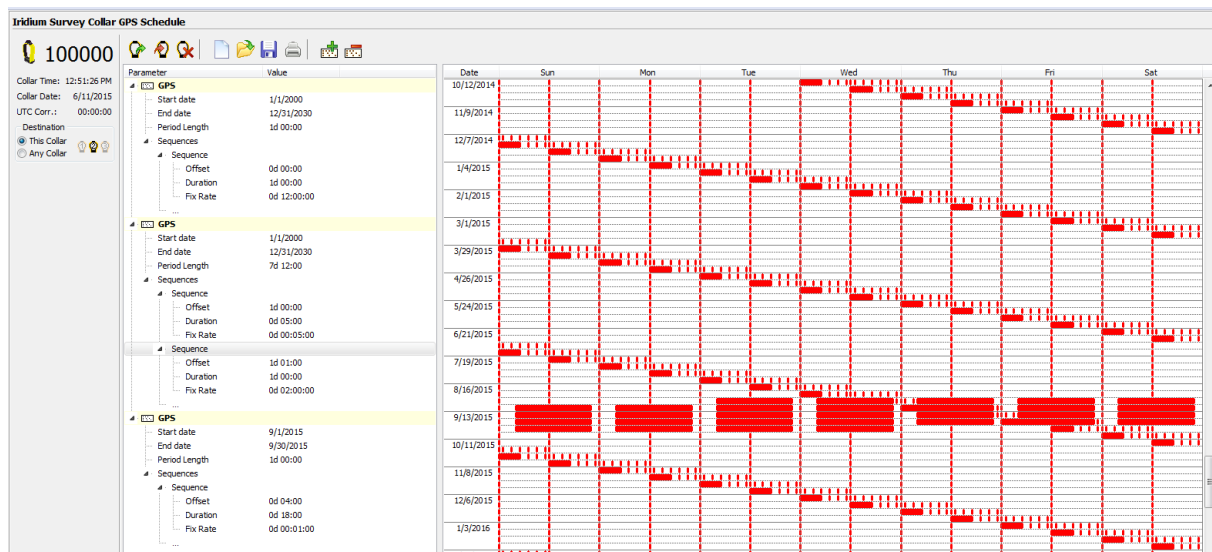 Iridium Survey Collar GPS Schedule
100000
Collar Time: 12:51:26 PM
Collar Date: 6/11/2015
UTC Corr.: 00:00:00
Destination
This Collar
Any Collar
Parameter Value
GPS
Start date 1/1/2000
End date 12/31/2030
Period Length 1d 00:00
Sequences
Sequence
Offset 0d 00:00
Duration 1d 00:00
Fix Rate 0d 12:00:00
...
GPS
Start date 1/1/2000
End date 12/31/2030
Period Length 7d 12:00
Sequences
Sequence
Offset 1d 00:00
Duration 0d 05:00
Fix Rate 0d 00:05:00
Sequence
Offset 1d 01:00
Duration 1d 00:00
Fix Rate 0d 02:00:00
...
GPS
Start date 9/1/2015
End date 9/30/2015
Period Length 1d 00:00
Sequences
Sequence
Offset 0d 04:00
Duration 0d 18:00
Fix Rate 0d 00:01:00
...
Date Sun Mon Tue Wed Thu Fri Sat
10/12/2014
11/9/2014
12/7/2014
1/4/2015
2/1/2015
3/1/2015
3/29/2015
4/26/2015
5/24/2015
6/21/2015
7/19/2015
8/16/2015
9/13/2015
10/11/2015
11/8/2015
12/6/2015
1/3/2016